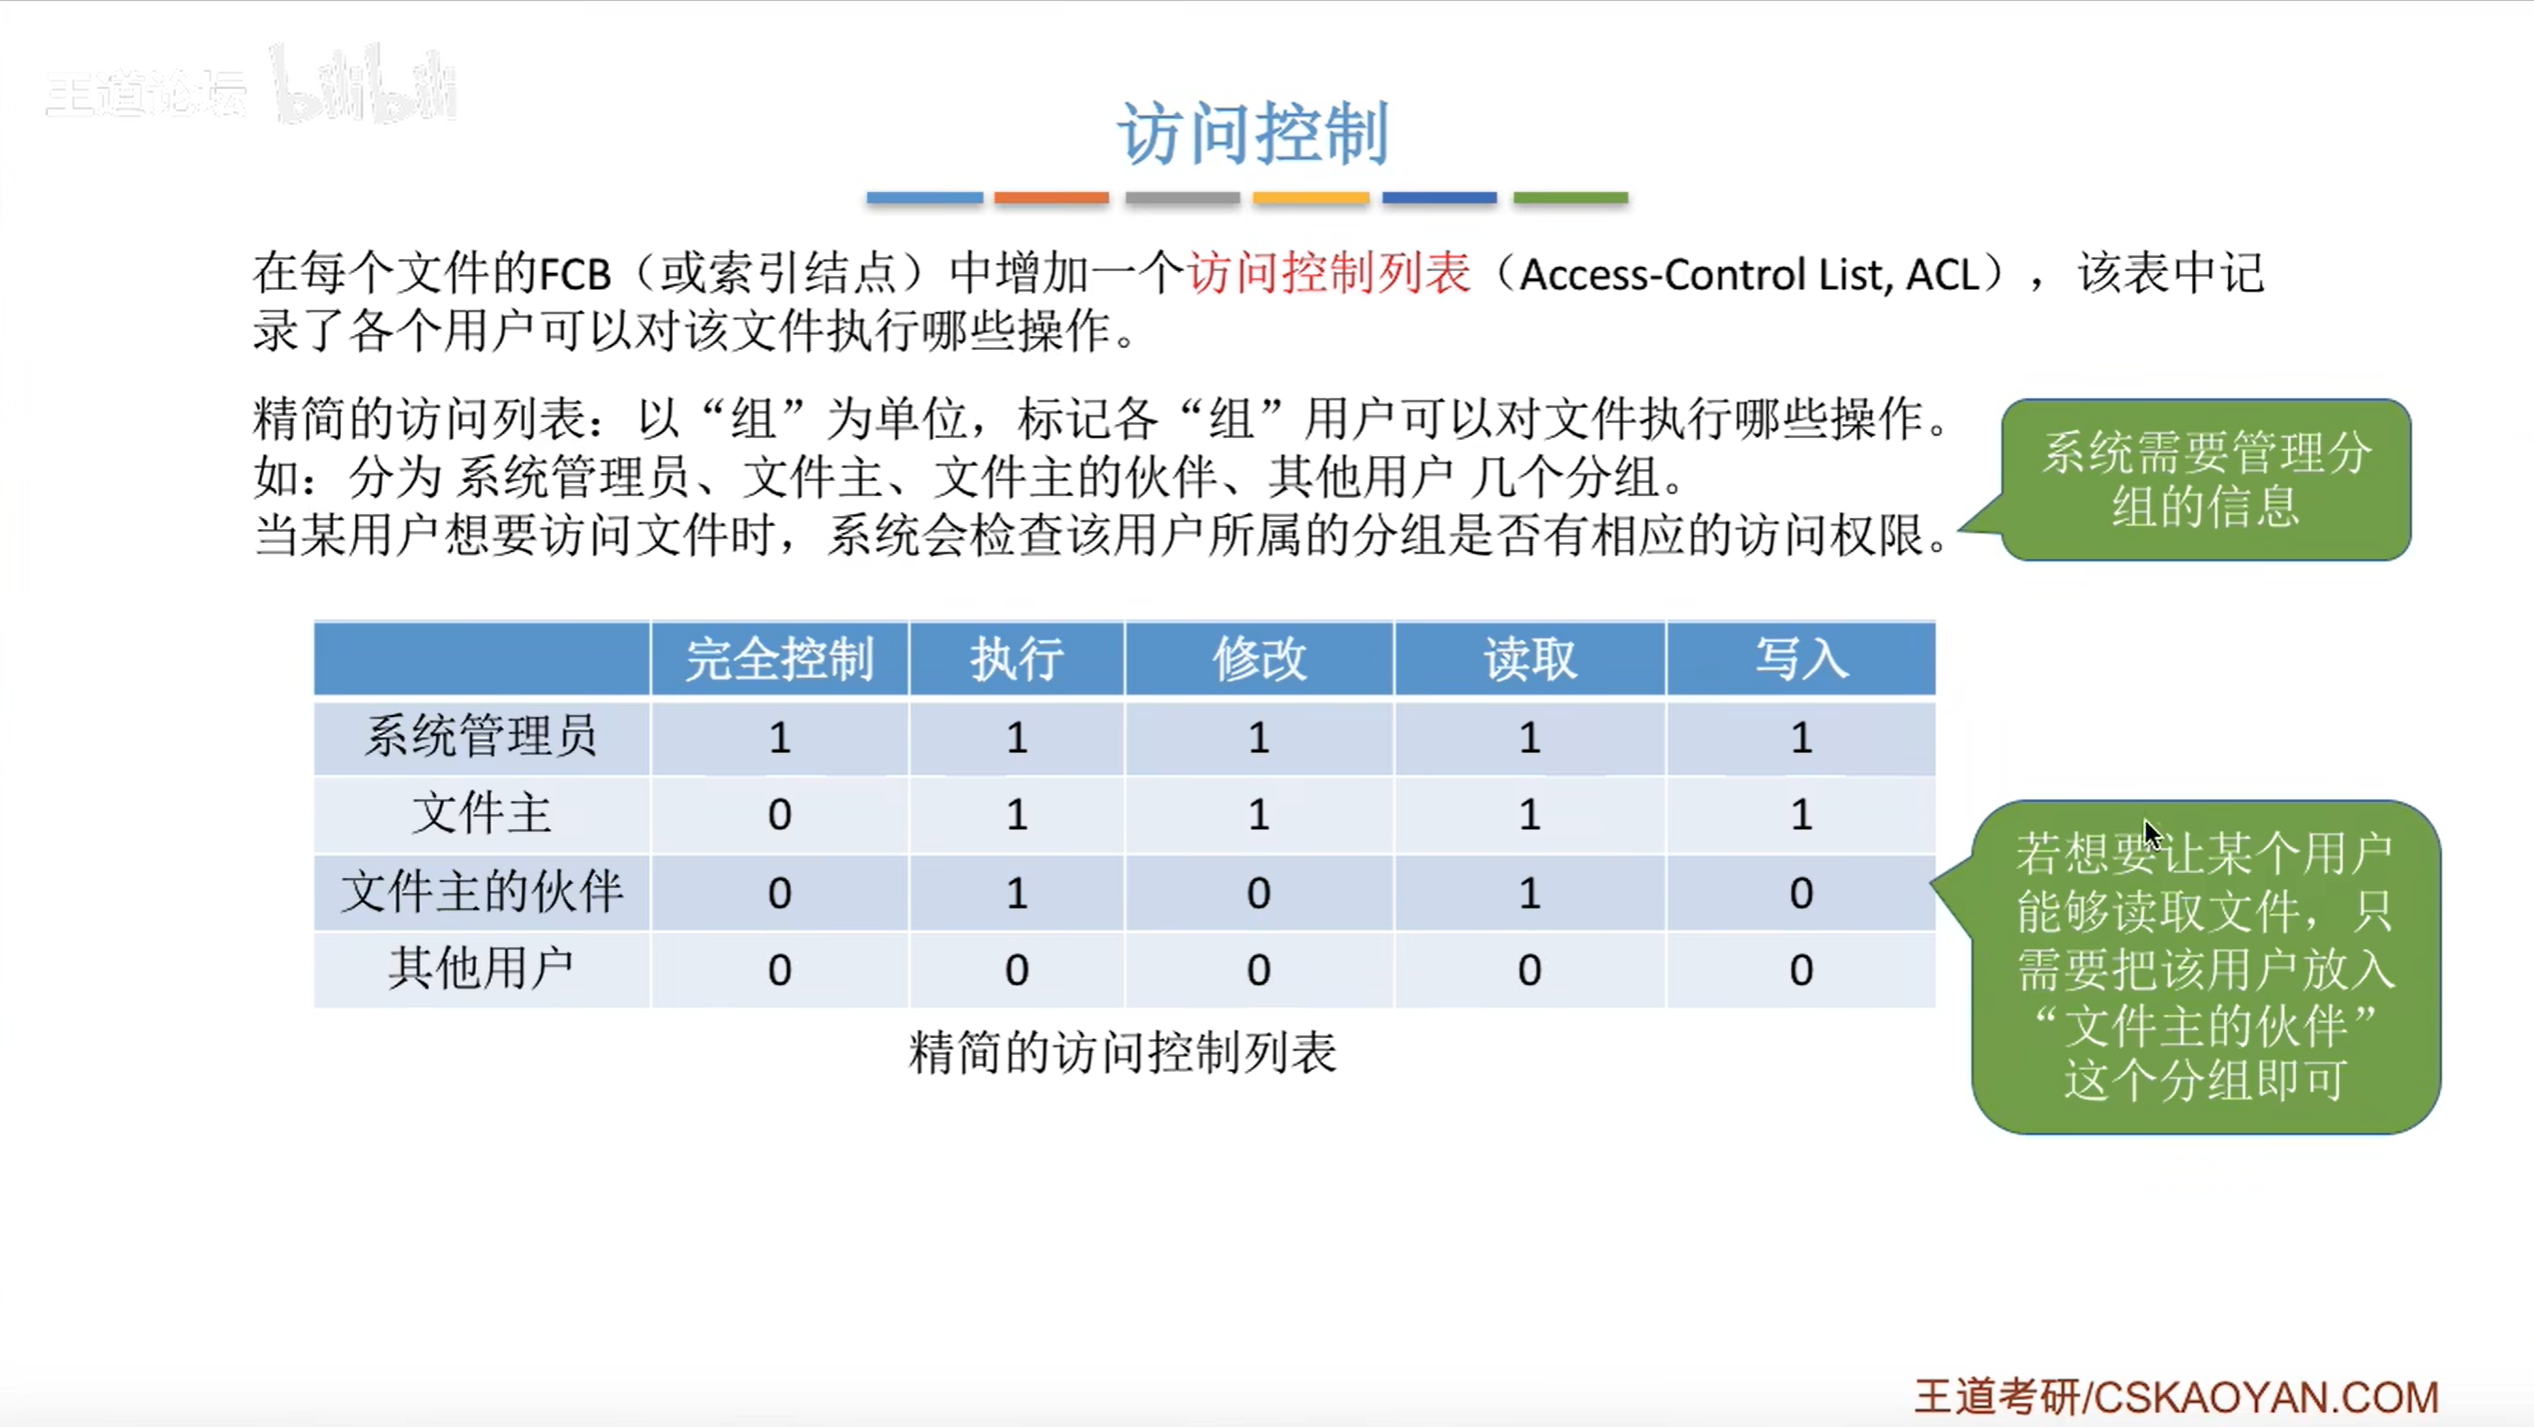 王道论坛 bilibili
访问控制
在每个文件的FCB（或索引结点）中增加一个访问控制列表（Access-Control List, ACL），该表中记
录了各个用户可以对该文件执行哪些操作。
精简的访问列表：以“组”为单位，标记各“组”用户可以对文件执行哪些操作。
如：分为 系统管理员、文件主、文件主的伙伴、其他用户 几个分组。
当某用户想要访问文件时，系统会检查该用户所属的分组是否有相应的访问权限。
系统需要管理分
组的信息
完全控制 执行 修改 读取 写入
系统管理员 1 1 1 1 1
文件主 0 1 1 1 1
文件主的伙伴 0 1 0 1 0
其他用户 0 0 0 0 0
精简的访问控制列表
若想要让某个用户
能够读取文件，只
需要把该用户放入
“文件主的伙伴”
这个分组即可
王道考研/CSKAOYAN.COM